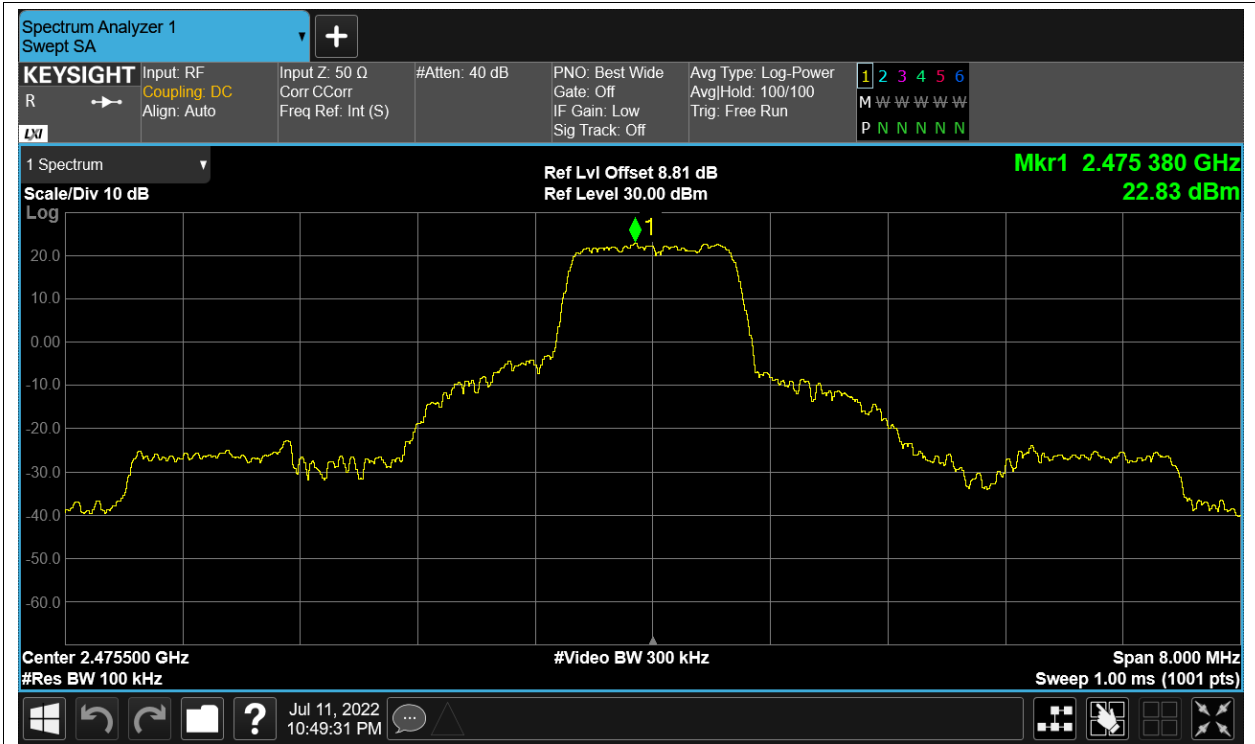 Spectrum Analyzer 1
Swept SA
KEYSIGHT
R
LXI
Input: RF
Coupling: DC
Align: Auto
Input Z: 50 Ω
Corr CCorr
Freq Ref: Int (S)
#Atten: 40 dB
PNO: Best Wide
Gate: Off
IF Gain: Low
Sig Track: Off
Avg Type: Log-Power
Avg|Hold: 100/100
Trig: Free Run
1 2 3 4 5 6
M W W W W W
P N N N N N
1 Spectrum
Scale/Div 10 dB
Log
Ref Lvl Offset 8.81 dB
Ref Level 30.00 dBm
Mkr1 2.475 380 GHz
22.83 dBm
1
20.0
10.0
0.00
-10.0
-20.0
-30.0
-40.0
-50.0
-60.0
Center 2.475500 GHz
#Video BW 300 kHz
Span 8.000 MHz
#Res BW 100 kHz
Sweep 1.00 ms (1001 pts)
?
Jul 11, 2022
10:49:31 PM